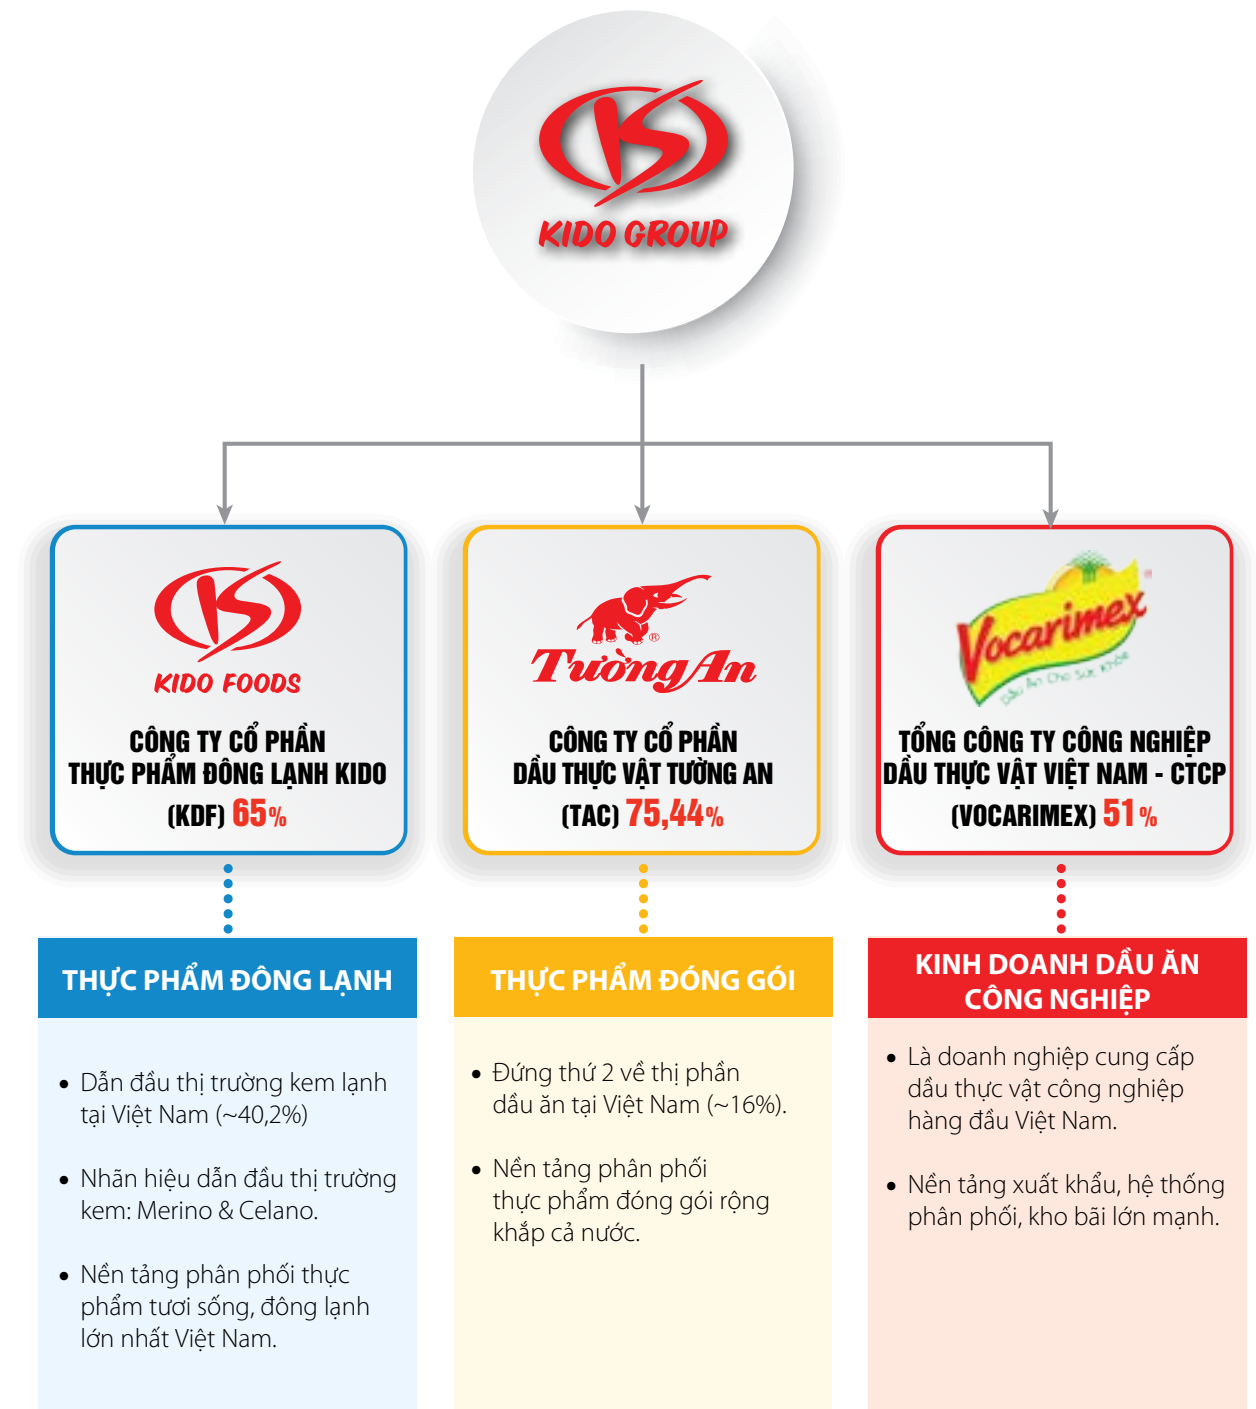 KIDO GROUP
KIDO FOODS
CÔNG TY CỔ PHẦN
THỰC PHẨM ĐÔNG LẠNH KIDO
(KDF) 65%
THỰC PHẨM ĐÔNG LẠNH
• Dẫn đầu thị trường kem lạnh
tại Việt Nam (~40,2%)
• Nhãn hiệu dẫn đầu thị trường
kem: Merino & Celano.
• Nền tảng phân phối thực
phẩm tươi sống, đông lạnh
lớn nhất Việt Nam.
Tường An ®
CÔNG TY CỔ PHẦN
DẦU THỰC VẬT TƯỜNG AN
(TAC) 75,44%
THỰC PHẨM ĐÓNG GÓI
• Đứng thứ 2 về thị phần
dầu ăn tại Việt Nam (~16%).
• Nền tảng phân phối
thực phẩm đóng gói rộng
khắp cả nước.
Vocarimex ®
Dầu Ăn Cho Sức Khỏe
TỔNG CÔNG TY CÔNG NGHIỆP
DẦU THỰC VẬT VIỆT NAM - CTCP
(VOCARIMEX) 51%
KINH DOANH DẦU ĂN
CÔNG NGHIỆP
• Là doanh nghiệp cung cấp
dầu thực vật công nghiệp
hàng đầu Việt Nam.
• Nền tảng xuất khẩu, hệ thống
phân phối, kho bãi lớn mạnh.